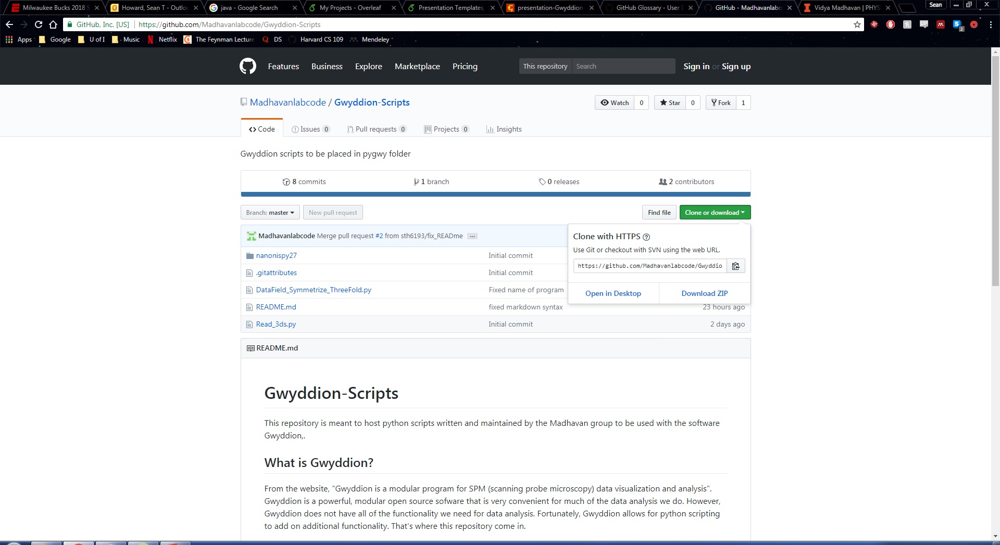 Milwaukee Bucks 2018 S
Howard, Sean T - Outloo
java - Google Search
My Projects - Overleaf
Presentation Templates,
presentation-Gwyddion-
GitHub Glossary - User D
GitHub - Madhavanlabc
Vidya Madhavan | PHYS
Sean
GitHub, Inc. [US] https://github.com/Madhavanlabcode/Gwyddion-Scripts
2
Apps Google U of I Music Netflix The Feynman Lecture DS Harvard CS 109 Mendeley
Features Business Explore Marketplace Pricing This repository Search Sign in or Sign up
Madhavanlabcode / Gwyddion-Scripts Watch 0 Star 0 Fork 1
Code Issues 0 Pull requests 0 Projects 0 Insights
Gwyddion scripts to be placed in pygwy folder
8 commits 1 branch 0 releases 2 contributors
Branch: master New pull request Find file Clone or download
Madhavanlabcode Merge pull request #2 from sth6193/fix_README ...
Clone with HTTPS
Use Git or checkout with SVN using the web URL.
https://github.com/Madhavanlabcode/Gwyddio
Open in Desktop Download ZIP
nanonispy27 Initial commit
.gitattributes Initial commit
DataField_Symmetrize_ThreeFold.py Fixed name of program
README.md fixed markdown syntax 23 hours ago
Read_3ds.py Initial commit 2 days ago
README.md
Gwyddion-Scripts
This repository is meant to host python scripts written and maintained by the Madhavan group to be used with the software
Gwyddion,.
What is Gwyddion?
From the website, "Gwyddion is a modular program for SPM (scanning probe microscopy) data visualization and analysis".
Gwyddion is a powerful, modular open source sofware that is very convenient for much of the data analysis we do. However,
Gwyddion does not have all of the functionality we need for data analysis. Fortunately, Gwyddion allows for python scripting
to add on additional functionality. That's where this repository come in.